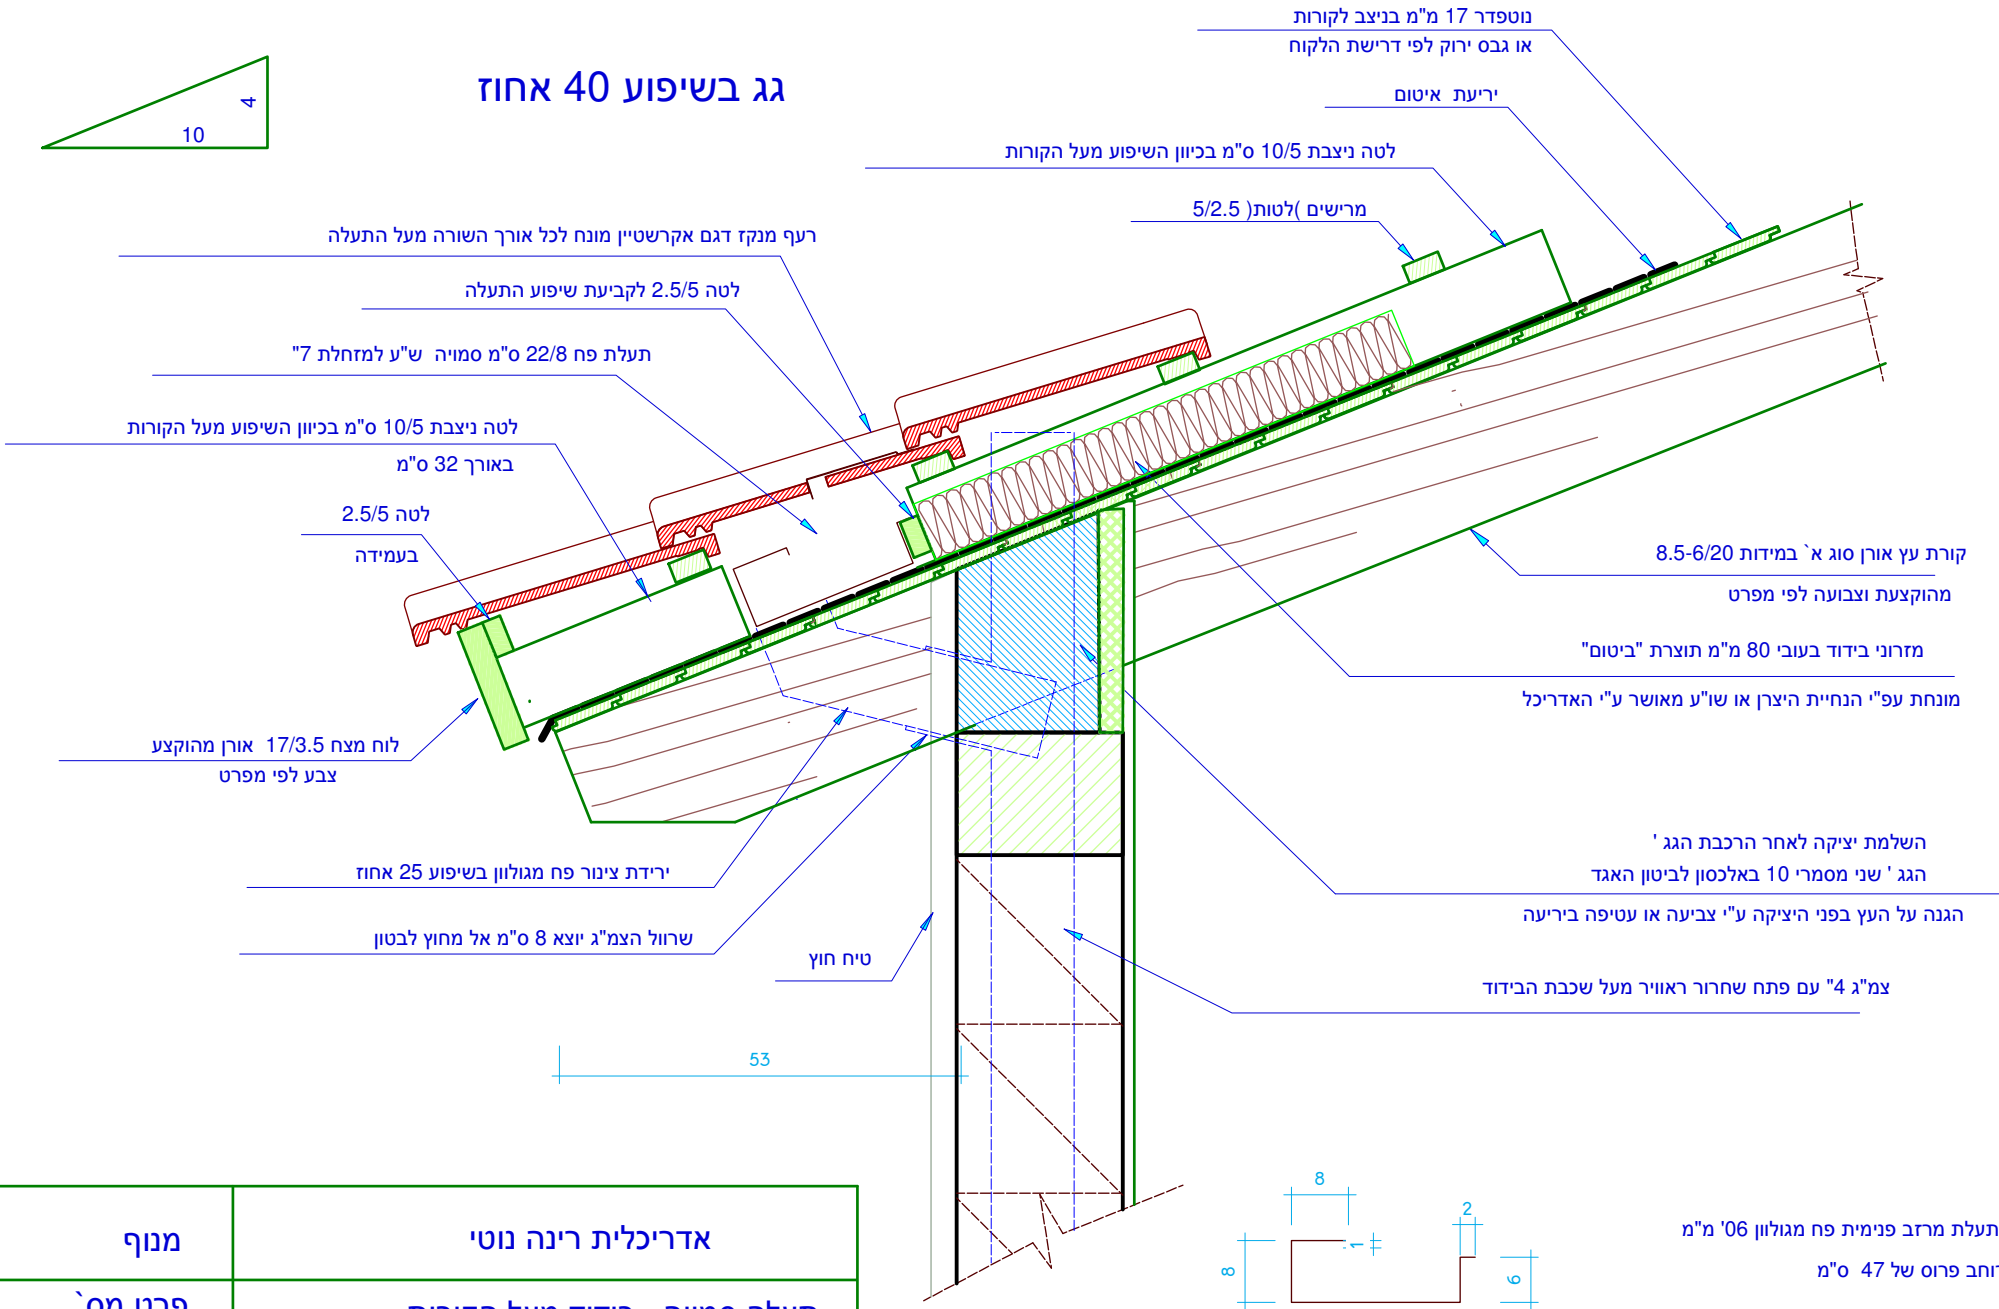 גג בשיפוע 40 אחוז
4
10
נוטפדר 17 מ"מ בניצב לקורות
או גבס ירוק לפי דרישת הלקוח
יריעת איטום
לטה ניצבת 10/5 ס"מ בכיוון השיפוע מעל הקורות
מרישים )לטות( 5/2.5
רעף מנקז דגם אקרשטיין מונח לכל אורך השורה מעל התעלה
לטה 2.5/5 לקביעת שיפוע התעלה
תעלת פח 22/8 ס"מ סמויה ש"ע למזחלת 7"
לטה ניצבת 10/5 ס"מ בכיוון השיפוע מעל הקורות
באורך 32 ס"מ
לטה 2.5/5
בעמידה
לוח מצח 17/3.5 אורן מהוקצע
צבע לפי מפרט
ירידת צינור פח מגולוון בשיפוע 25 אחוז
שרוול הצמ"ג יוצא 8 ס"מ אל מחוץ לבטון
טיח חוץ
קורת עץ אורן סוג א` במידות 8.5-6/20
מהוקצעת וצבועה לפי מפרט
מזרוני בידוד בעובי 80 מ"מ תוצרת "ביטום"
מונחת עפ"י הנחיית היצרן או שו"ע מאושר ע"י האדריכל
השלמת יציקה לאחר הרכבת הגג '
הגג ' שני מסמרי 10 באלכסון לביטון האגד
הגנה על העץ בפני היציקה ע"י צביעה או עטיפה ביריעה
צמ"ג 4" עם פתח שחרור ראוויר מעל שכבת הבידוד
53
אדריכלית רינה נוטי
מנוף
פרט מס`
8
2
1
8
6
תעלת מרזב פנימית פח מגולוון 06' מ"מ
רוחב פרוס של 47 ס"מ